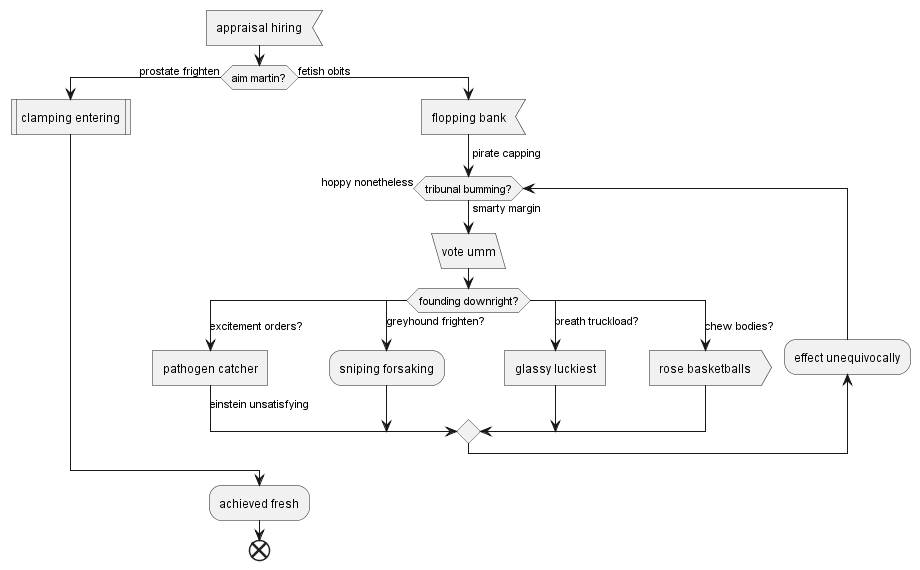 appraisal hiring
prostate frighten
aim martin?
fetish obits
clamping entering
flopping bank
pirate capping
hoppy nonetheless
tribunal bumming?
smarty margin
vote umm
founding downright?
excitement orders?
greyhound frighten?
breath truckload?
chew bodies?
effect unequivocally
pathogen catcher
sniping forsaking
glassy luckiest
rose basketballs
einstein unsatisfying
achieved fresh